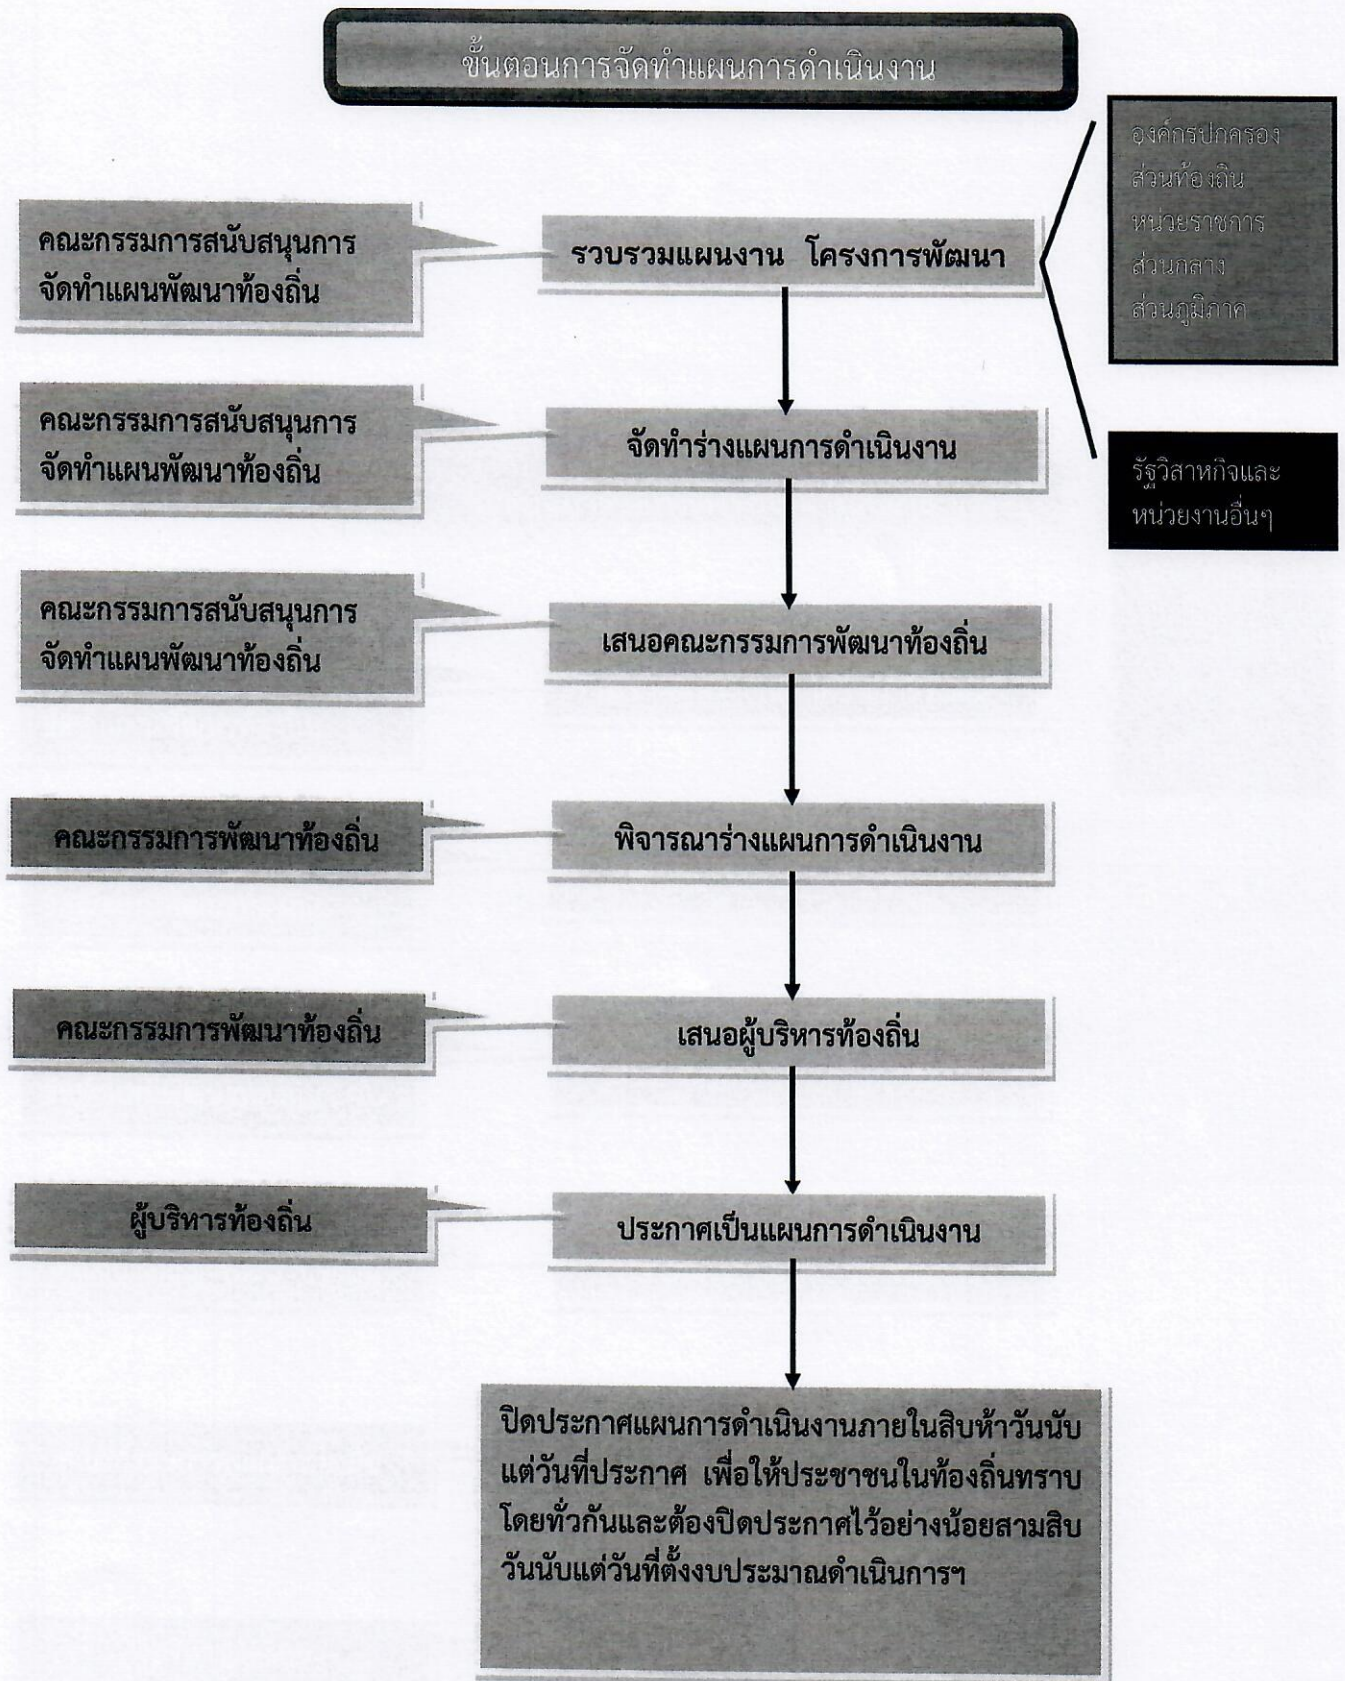 ขั้นตอนการจัดทำแผนการดำเนินงาน
องค์กรปกครอง
ส่วนท้องถิ่น
หน่วยราชการ
ส่วนกลาง
ส่วนภูมิภาค
คณะกรรมการสนับสนุนการ
จัดทำแผนพัฒนาท้องถิ่น
รวบรวมแผนงาน โครงการพัฒนา
คณะกรรมการสนับสนุนการ
จัดทำแผนพัฒนาท้องถิ่น
จัดทำร่างแผนการดำเนินงาน
รัฐวิสาหกิจและ
หน่วยงานอื่นๆ
คณะกรรมการสนับสนุนการ
จัดทำแผนพัฒนาท้องถิ่น
เสนอคณะกรรมการพัฒนาท้องถิ่น
คณะกรรมการพัฒนาท้องถิ่น
พิจารณาร่างแผนการดำเนินงาน
คณะกรรมการพัฒนาท้องถิ่น
เสนอผู้บริหารท้องถิ่น
ผู้บริหารท้องถิ่น
ประกาศเป็นแผนการดำเนินงาน
ปิดประกาศแผนการดำเนินงานภายในสิบห้าวันนับ
แต่วันที่ประกาศ เพื่อให้ประชาชนในท้องถิ่นทราบ
โดยทั่วกันและต้องปิดประกาศไว้อย่างน้อยสามสิบ
วันนับแต่วันที่ตั้งงบประมาณดำเนินการฯ